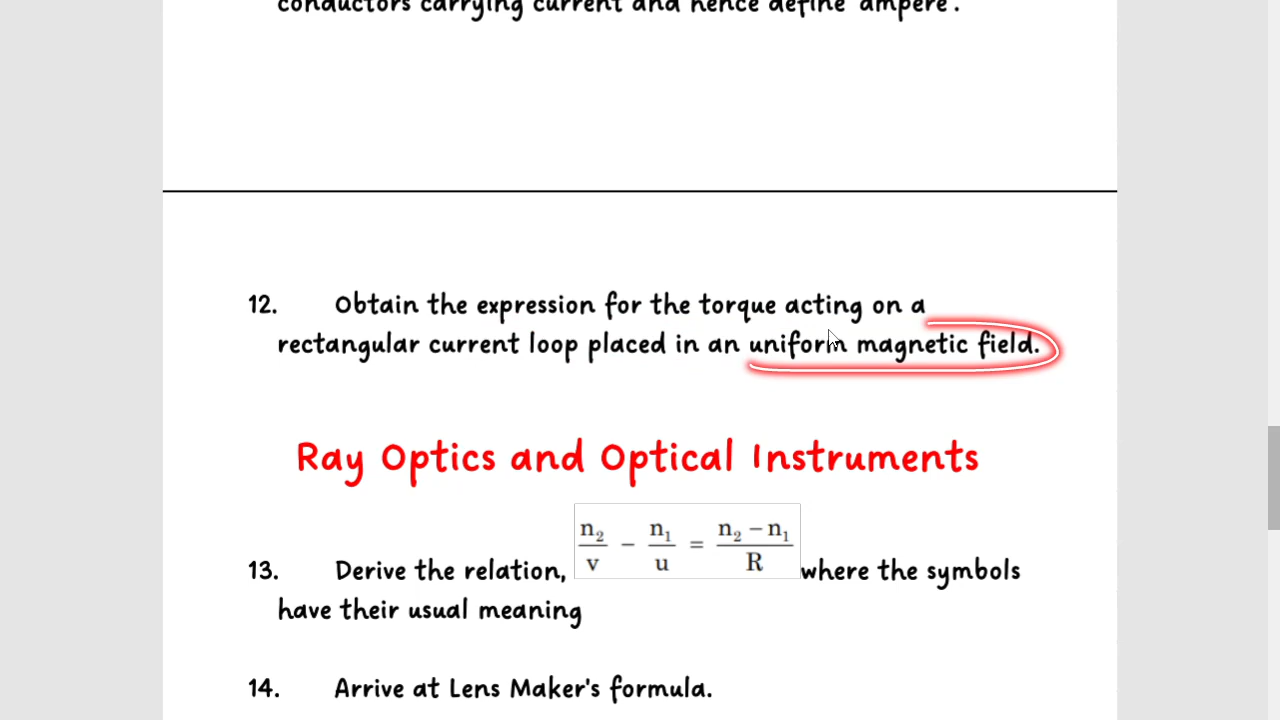 conductors carrying current and hence define 'ampere'.
12. Obtain the expression for the torque acting on a
rectangular current loop placed in an uniform magnetic field.
Ray Optics and Optical Instruments
13. Derive the relation, n₂/v − n₁/u = (n₂ − n₁)/R where the symbols
have their usual meaning
14. Arrive at Lens Maker's formula.